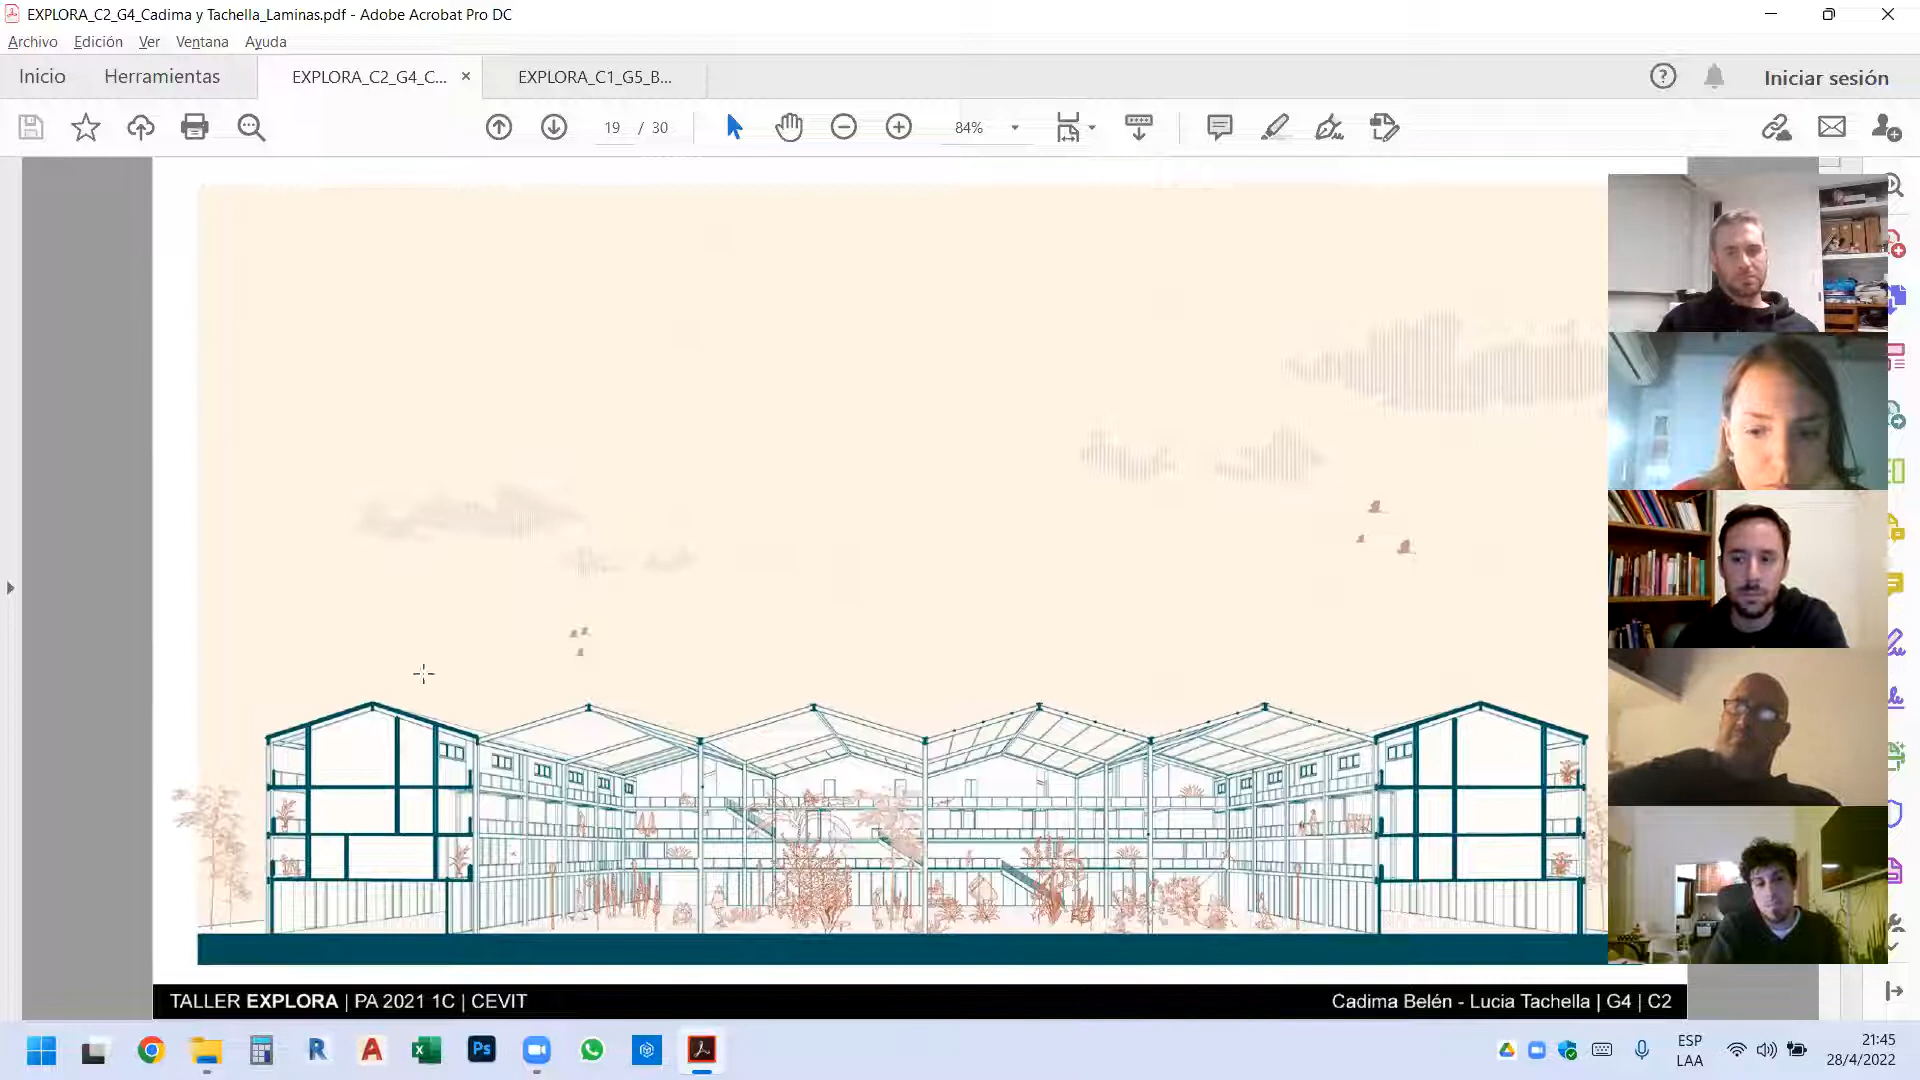 EXPLORA_C2_G4_Cadima y Tachella_Laminas.pdf - Adobe Acrobat Pro DC
Archivo Edición Ver Ventana Ayuda
Inicio Herramientas EXPLORA_C2_G4_C... × EXPLORA_C1_G5_B... Iniciar sesión
19 / 30 84%
TALLER EXPLORA | PA 2021 1C | CEVIT
Cadima Belén - Lucia Tachella | G4 | C2
ESP
LAA
21:45
28/4/2022